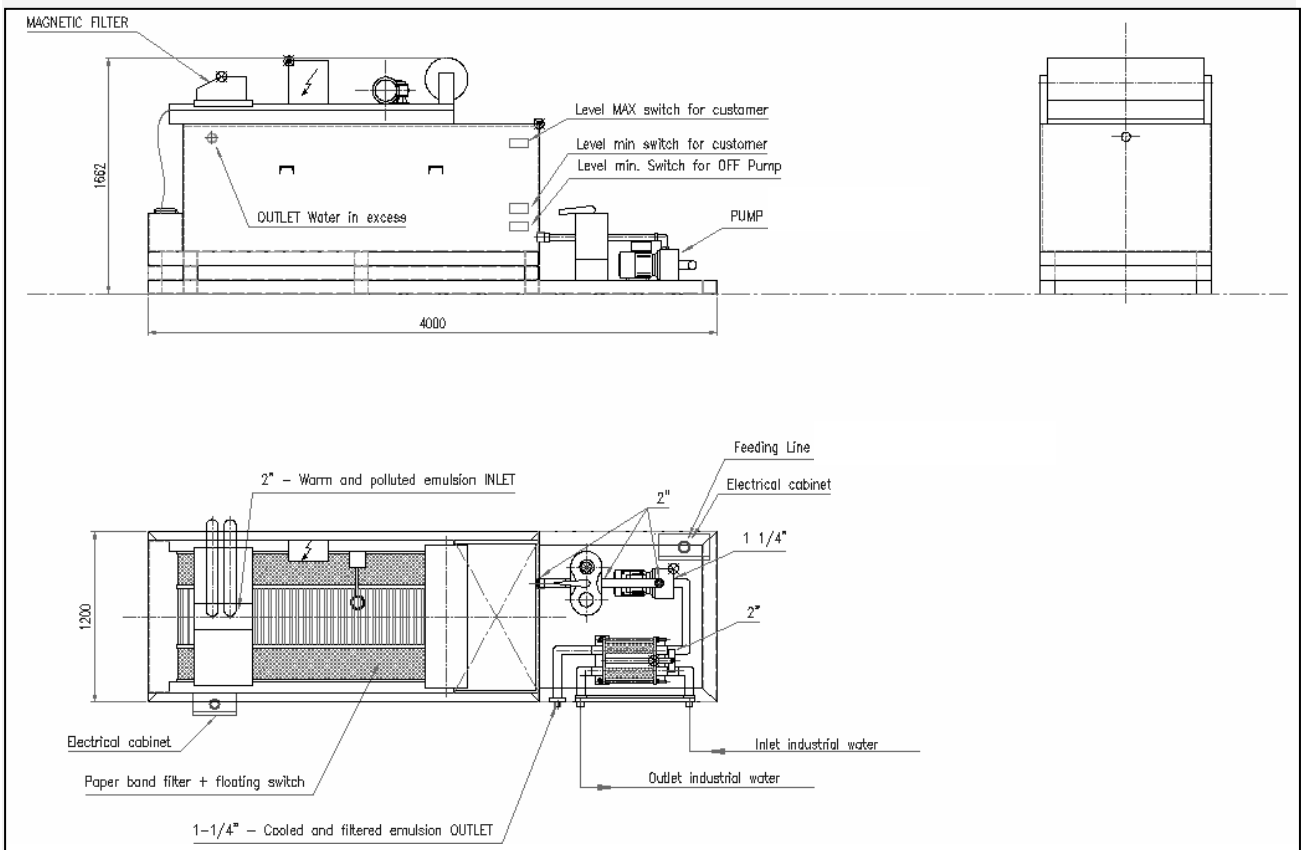 MAGNETIC FILTER
Level MAX switch for custamer
Level min switch for custamer
Level min. Switch for OFF Pump
1662
OUTLET Water in excess
PUMP
4000
Feeding Line
2" - Warm and polluted emulsion INLET
Electrical cabinet
2"
1 1/4"
1200
2"
Electrical cabinet
Inlet industrial water
Paper band filter + floating switch
Outlet industrial water
1-1/4" - Cooled and filtered emulsion OUTLET